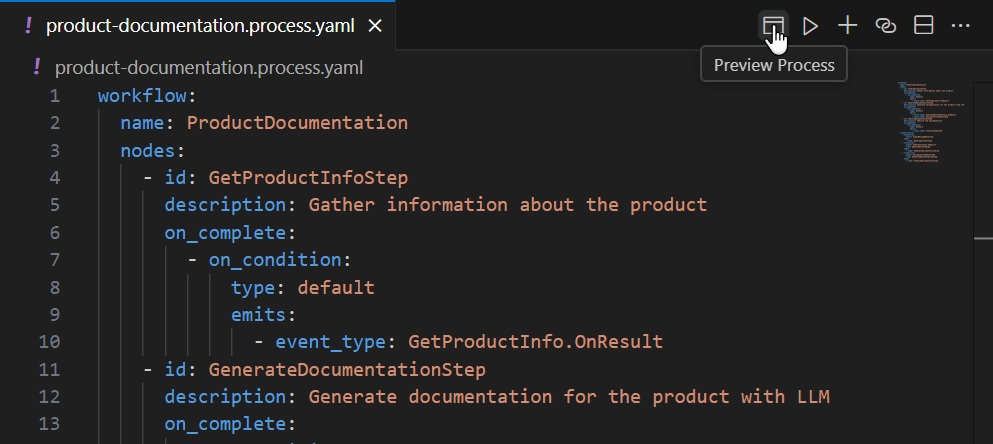 ! product-documentation.process.yaml
Preview Process
! product-documentation.process.yaml
1 workflow:
2 name: ProductDocumentation
3 nodes:
4 - id: GetProductInfoStep
5 description: Gather information about the product
6 on_complete:
7 - on_condition:
8 type: default
9 emits:
10 - event_type: GetProductInfo.OnResult
11 - id: GenerateDocumentationStep
12 description: Generate documentation for the product with LLM
13 on_complete: